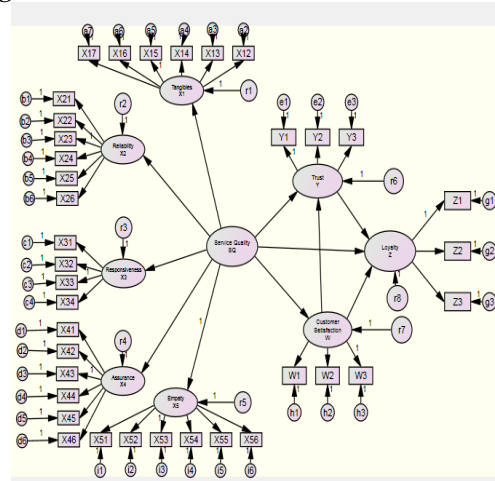 a7 a6 a5 a4 a3 a2
X17 X16 X15 X14 X13 X12
Tangibles
X1
r1
b1 X21
b2 X22
b3 X23
b4 X24
b5 X25
b6 X26
r2
Reliability
X2
e1 e2 e3
Y1 Y2 Y3
Trust
Y
r6
c1 X31
c2 X32
c3 X33
c4 X34
r3
Responsiveness
X3
Service Quality
SQ
Loyalty
Z
r8
Z1 g1
Z2 g2
Z3 g3
d1 X41
d2 X42
d3 X43
d4 X44
d5 X45
d6 X46
r4
Assurance
X4
Customer
Satisfaction
W
r7
W1 W2 W3
h1 h2 h3
Empaty
X5
r5
X51 X52 X53 X54 X55 X56
i1 i2 i3 i4 i5 i6